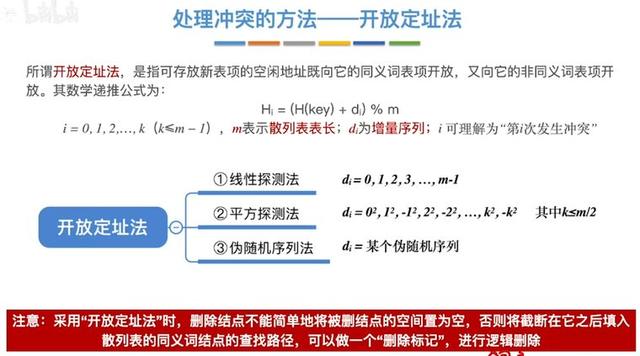 bilibili
处理冲突的方法——开放定址法
所谓开放定址法，是指可存放新表项的空闲地址既向它的同义词表项开放，又向它的非同义词表项开
放。其数学递推公式为：
Hi = (H(key) + di) % m
i = 0, 1, 2,…, k（k≤m – 1），m表示散列表表长；di为增量序列；i 可理解为“第i次发生冲突”
①线性探测法 di = 0, 1, 2, 3, …, m-1
开放定址法 ②平方探测法 di = 0², 1², -1², 2², -2², …, k², -k² 其中k≤m/2
③伪随机序列法 di = 某个伪随机序列
注意：采用“开放定址法”时，删除结点不能简单地将被删结点的空间置为空，否则将截断在它之后填入
散列表的同义词结点的查找路径，可以做一个“删除标记”，进行逻辑删除